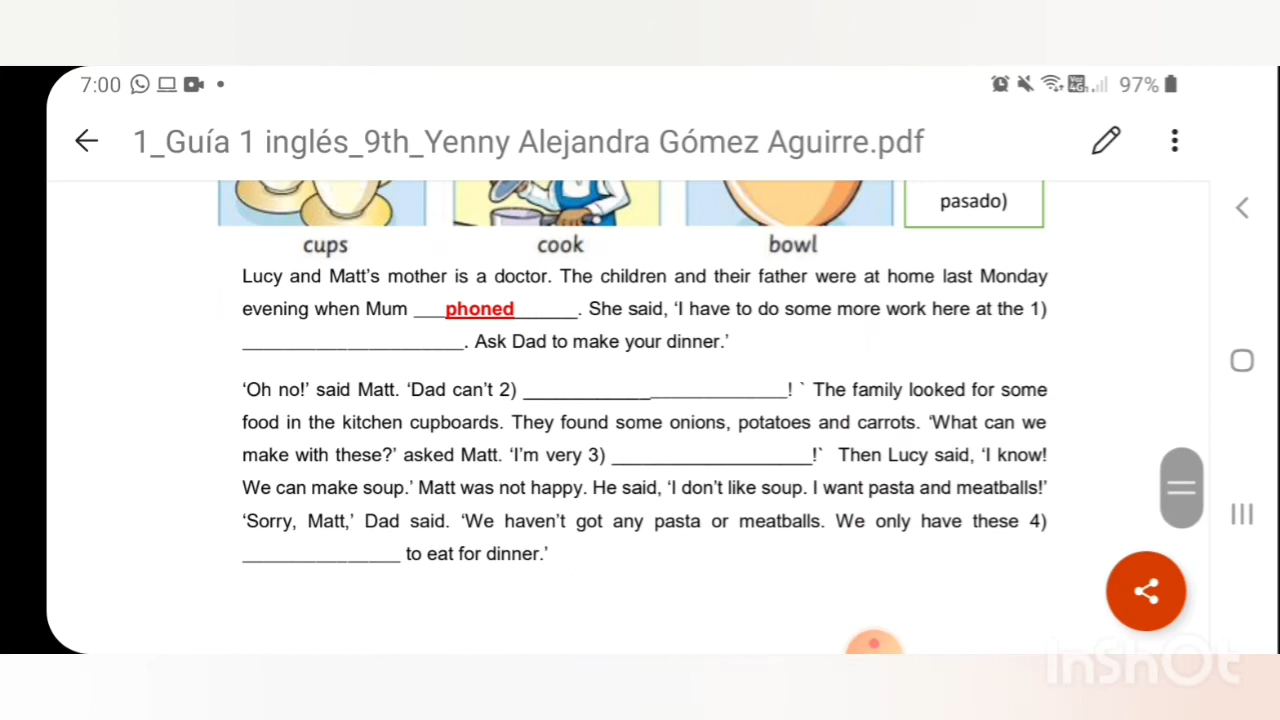 7:00 97%
1_Guía 1 inglés_9th_Yenny Alejandra Gómez Aguirre.pdf
pasado)
cups cook bowl
Lucy and Matt's mother is a doctor. The children and their father were at home last Monday
evening when Mum ___phoned______. She said, ‘I have to do some more work here at the 1)
_____________________. Ask Dad to make your dinner.’
‘Oh no!’ said Matt. ‘Dad can’t 2) _________________________! ` The family looked for some
food in the kitchen cupboards. They found some onions, potatoes and carrots. ‘What can we
make with these?’ asked Matt. ‘I’m very 3) ___________________!` Then Lucy said, ‘I know!
We can make soup.’ Matt was not happy. He said, ‘I don’t like soup. I want pasta and meatballs!’
‘Sorry, Matt,’ Dad said. ‘We haven’t got any pasta or meatballs. We only have these 4)
_______________ to eat for dinner.’
InShOt